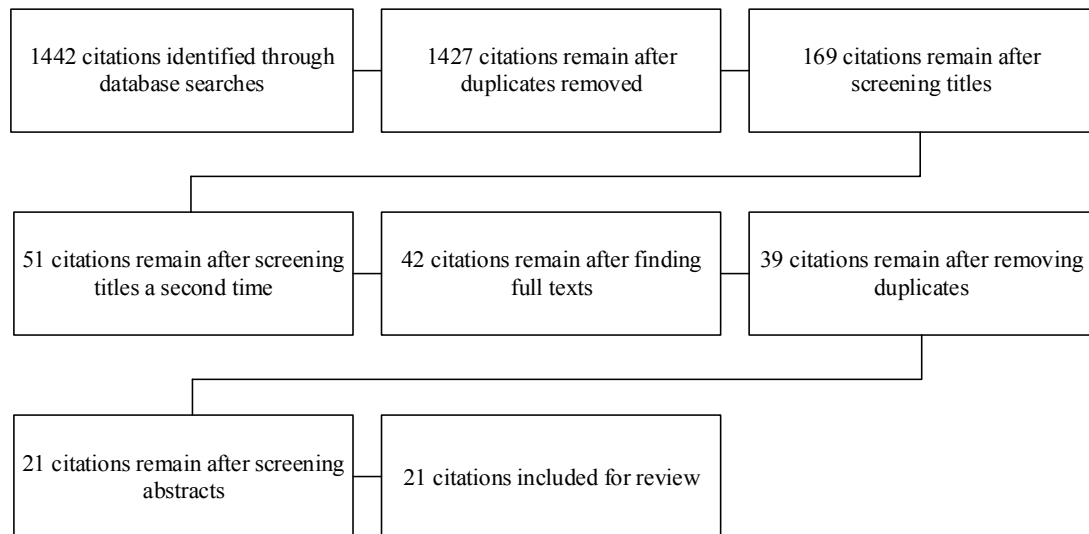 1442 citations identified through
database searches
1427 citations remain after
duplicates removed
169 citations remain after
screening titles
51 citations remain after screening
titles a second time
42 citations remain after finding
full texts
39 citations remain after removing
duplicates
21 citations remain after screening
abstracts
21 citations included for review